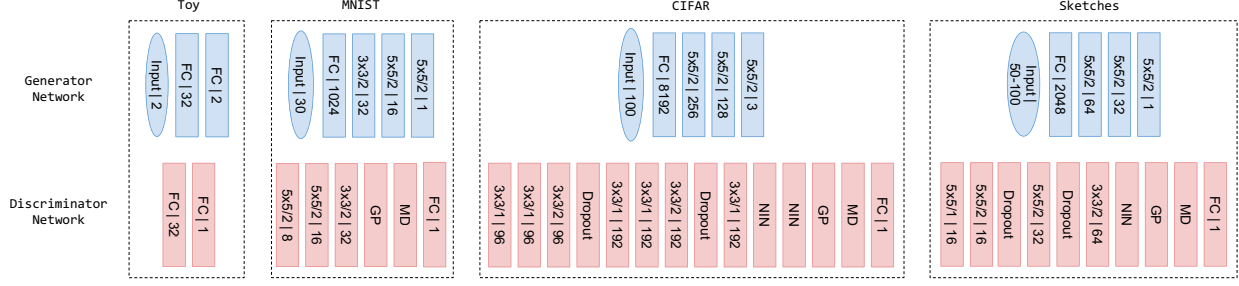 Toy
MNIST
CIFAR
Sketches
Generator
Network
Input | 2
FC | 32
FC | 2
Input | 30
FC | 1024
3x3/2 | 32
5x5/2 | 16
5x5/2 | 1
Input | 100
FC | 8192
5x5/2 | 256
5x5/2 | 128
5x5/2 | 3
Input |
50-100
FC | 2048
5x5/2 | 64
5x5/2 | 32
5x5/2 | 1
Discriminator
Network
FC | 32
FC | 1
5x5/2 | 8
5x5/2 | 16
3x3/2 | 32
GP
MD
FC | 1
3x3/1 | 96
3x3/1 | 96
3x3/2 | 96
Dropout
3x3/1 | 192
3x3/1 | 192
3x3/2 | 192
Dropout
3x3/1 | 192
NIN
NIN
GP
MD
FC | 1
5x5/1 | 16
5x5/2 | 16
Dropout
5x5/2 | 32
Dropout
3x3/2 | 64
NIN
GP
MD
FC | 1